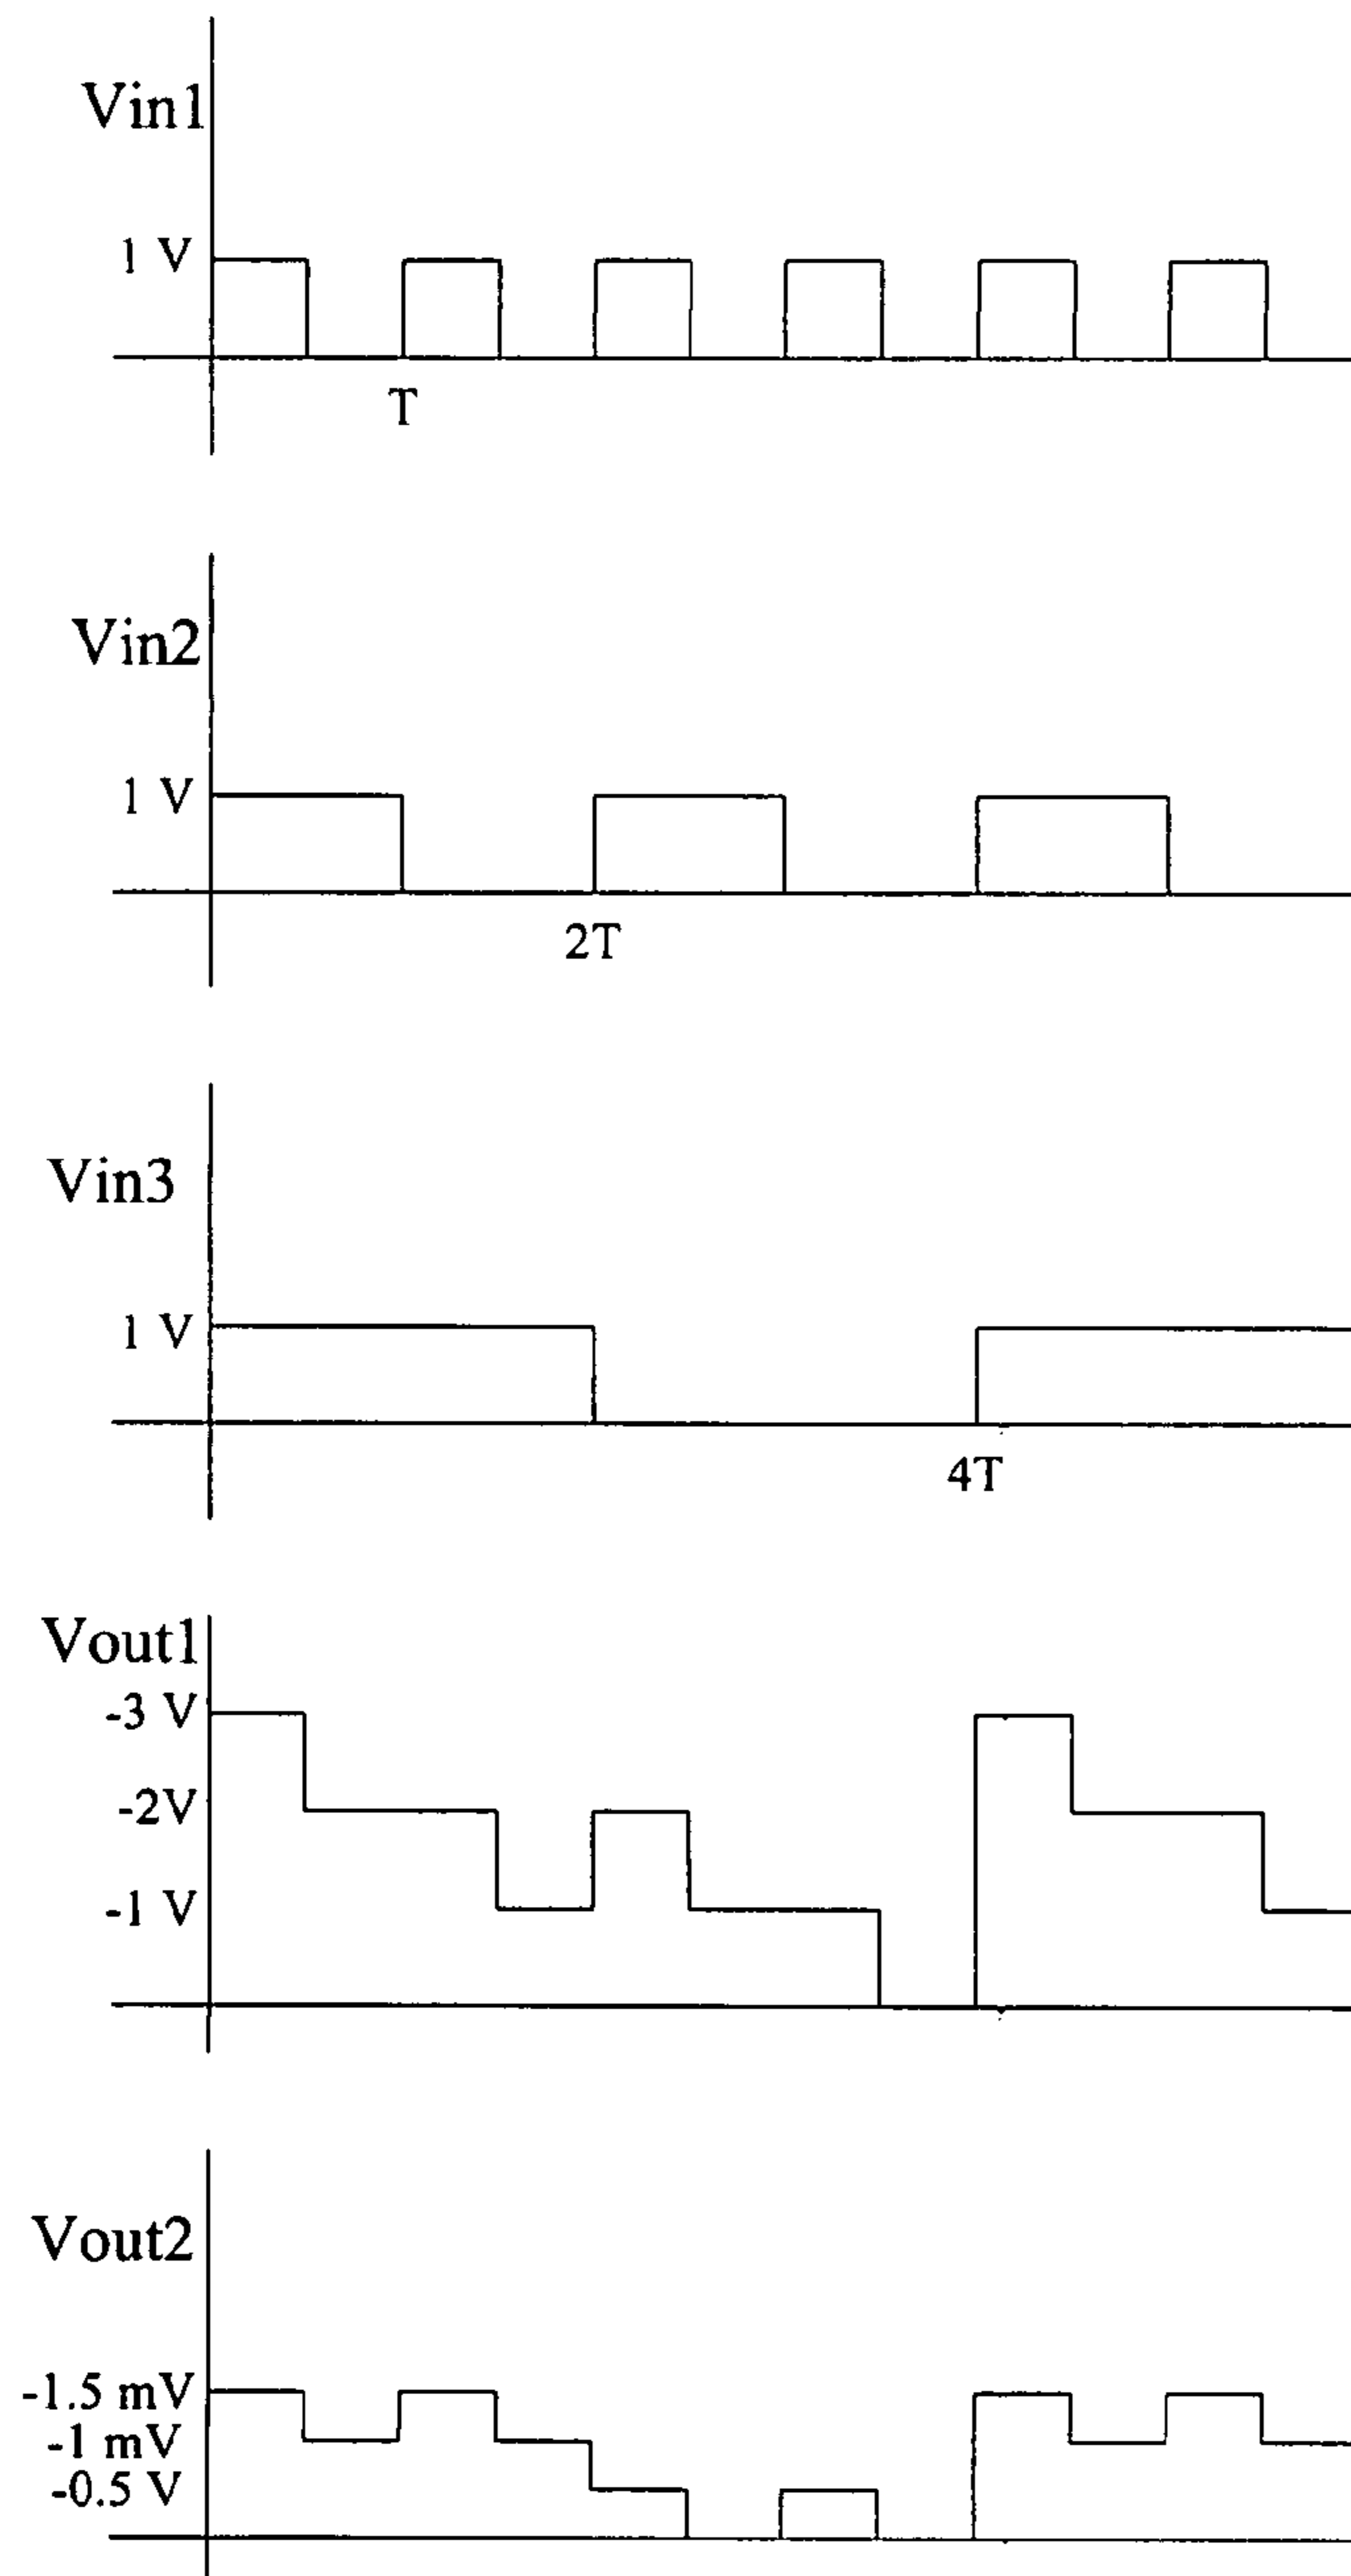 Vin1
1 V
T
Vin2
1 V
2T
Vin3
1 V
4T
Vout1
-3 V
-2V
-1 V
Vout2
-1.5 mV
-1 mV
-0.5 V